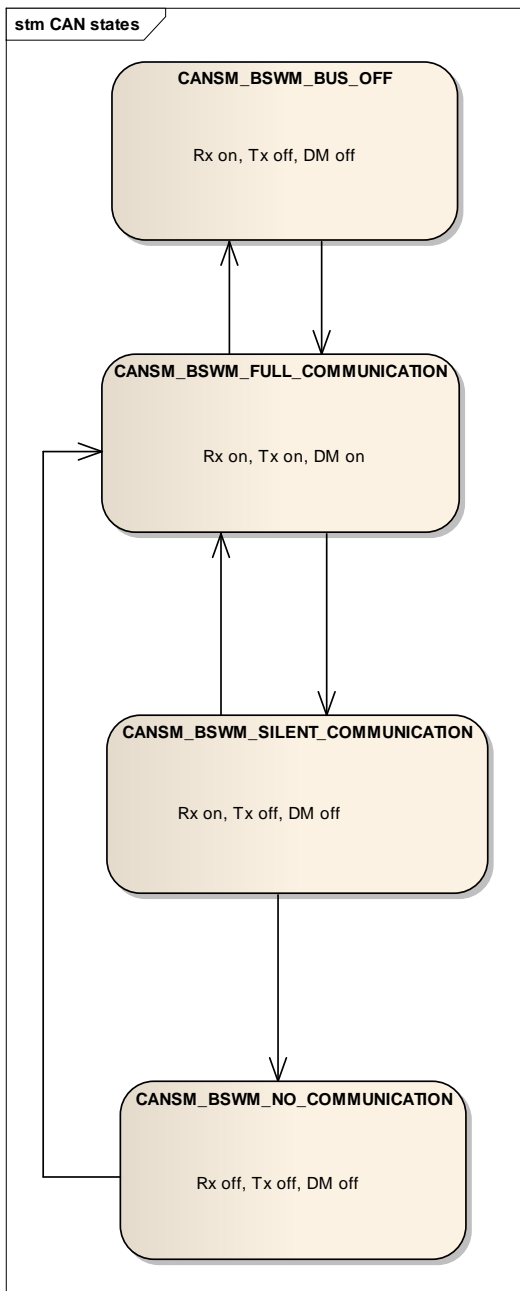 stm CAN states
CANSM_BSWM_BUS_OFF
Rx on, Tx off, DM off
CANSM_BSWM_FULL_COMMUNICATION
Rx on, Tx on, DM on
CANSM_BSWM_SILENT_COMMUNICATION
Rx on, Tx off, DM off
CANSM_BSWM_NO_COMMUNICATION
Rx off, Tx off, DM off